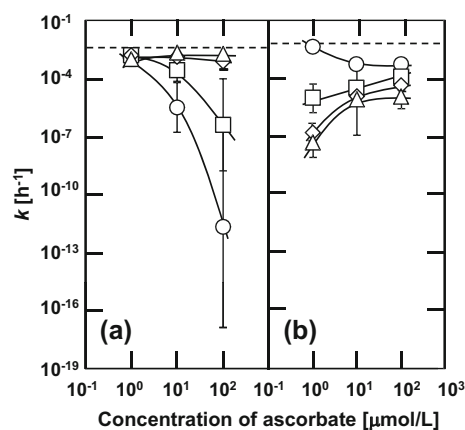 10⁻¹
10⁻⁴
10⁻⁷
10⁻¹⁰
10⁻¹³
10⁻¹⁶
10⁻¹⁹
k [h⁻¹]
(a)
(b)
10⁻¹ 10⁰ 10¹ 10² 10⁻¹ 10⁰ 10¹ 10² 10³
Concentration of ascorbate [μmol/L]